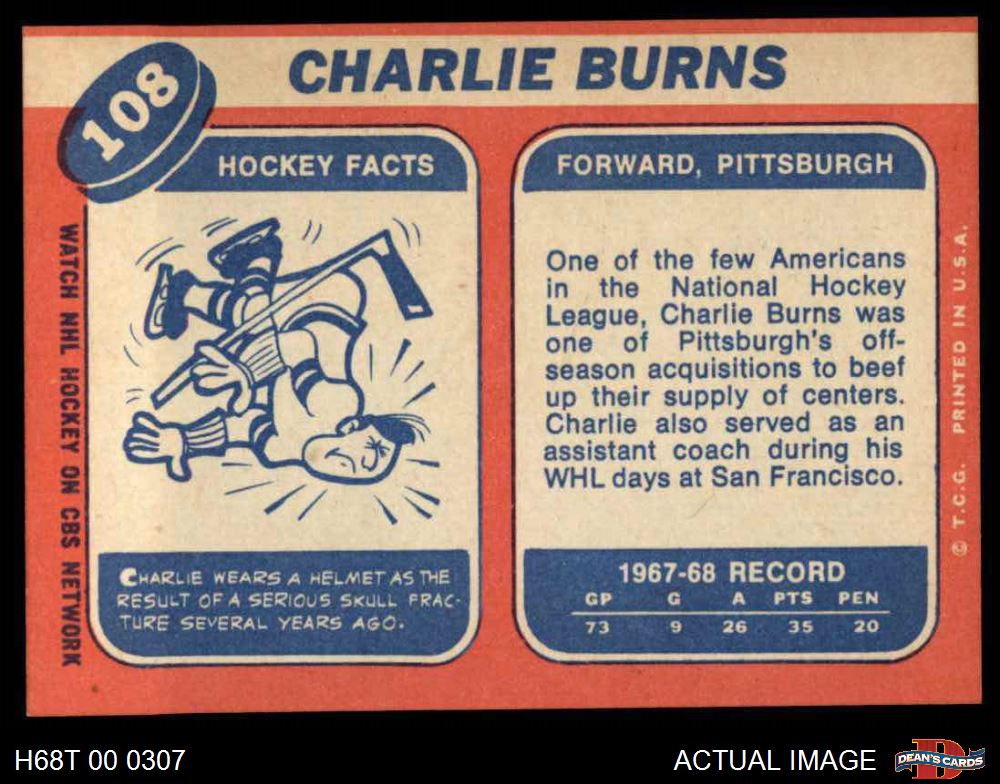 108
CHARLIE BURNS
HOCKEY FACTS
CHARLIE WEARS A HELMET AS THE
RESULT OF A SERIOUS SKULL FRAC-
TURE SEVERAL YEARS AGO.
FORWARD, PITTSBURGH
One of the few Americans
in the National Hockey
League, Charlie Burns was
one of Pittsburgh's off-
season acquisitions to beef
up their supply of centers.
Charlie also served as an
assistant coach during his
WHL days at San Francisco.
1967-68 RECORD
GP G A PTS PEN
73 9 26 35 20
WATCH NHL HOCKEY ON CBS NETWORK
© T.C.G. PRINTED IN U.S.A.
H68T 00 0307
ACTUAL IMAGE
D
DEAN'S CARDS